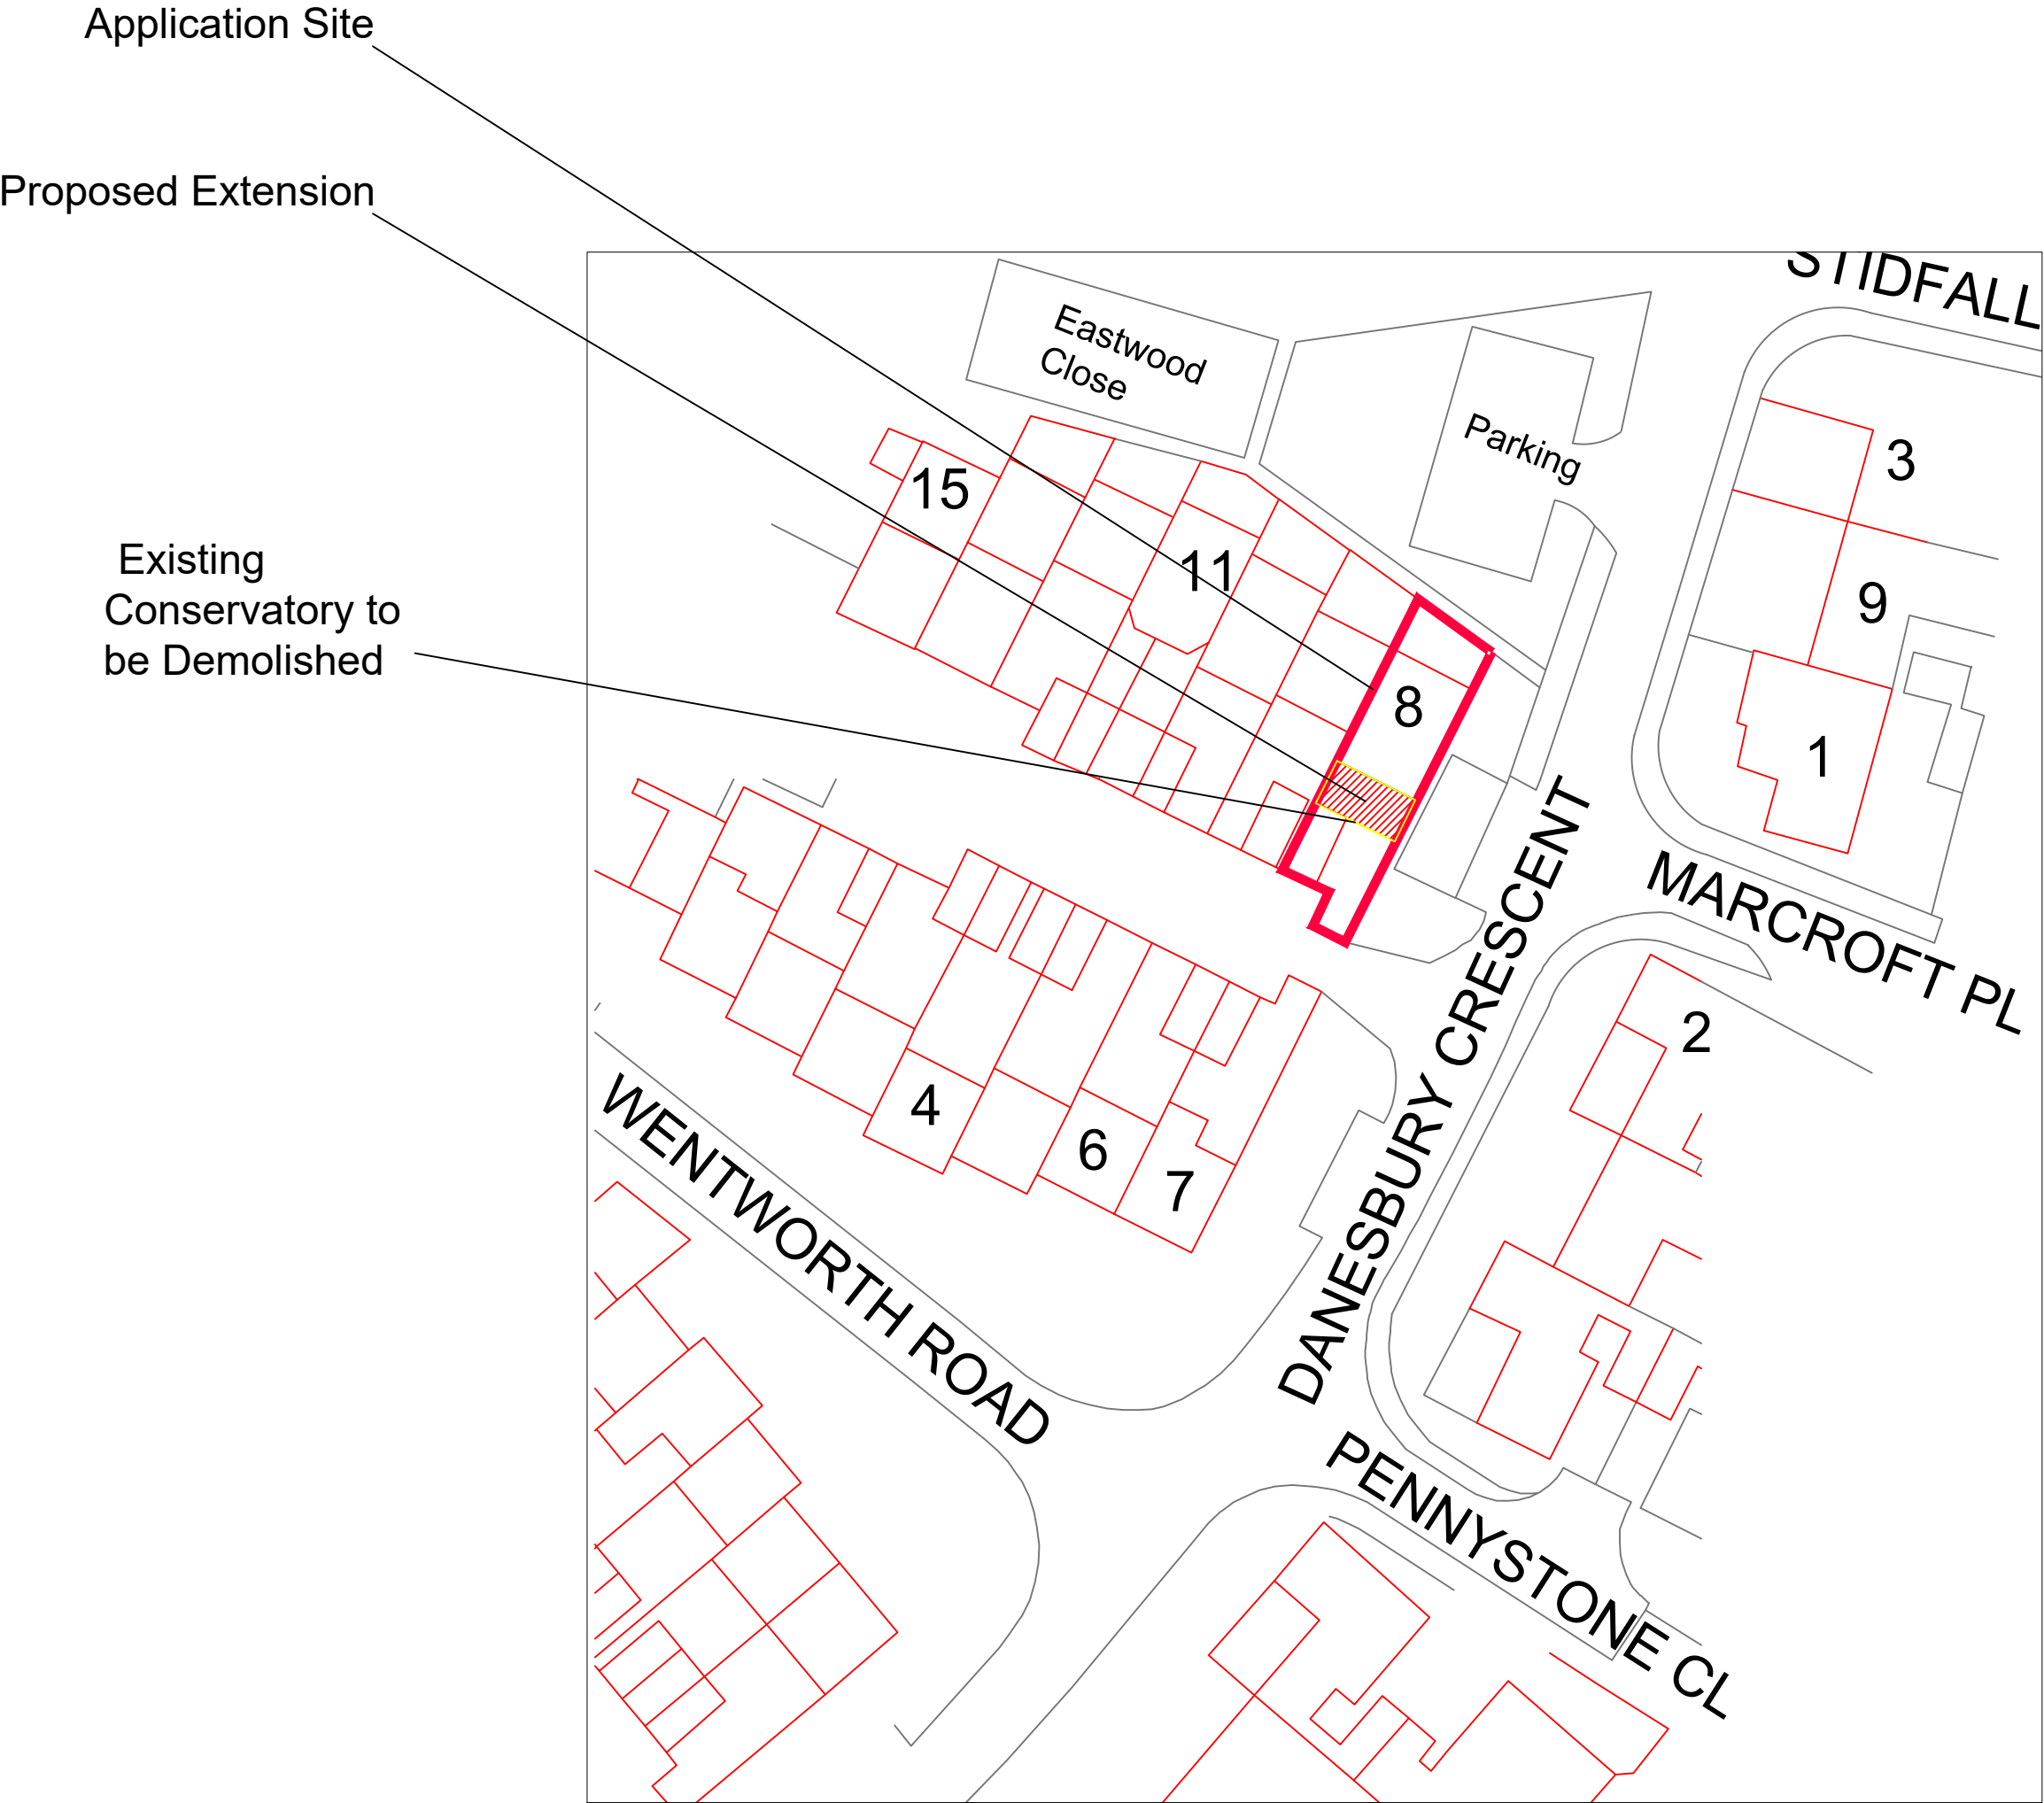 Application Site
Proposed Extension
Existing
Conservatory to
be Demolished
STIDFALL
Eastwood
Close
Parking
3
15
11
9
8
1
MARCROFT PL
DANESBURY CRESCENT
2
4
6
7
WENTWORTH ROAD
PENNYSTONE CL